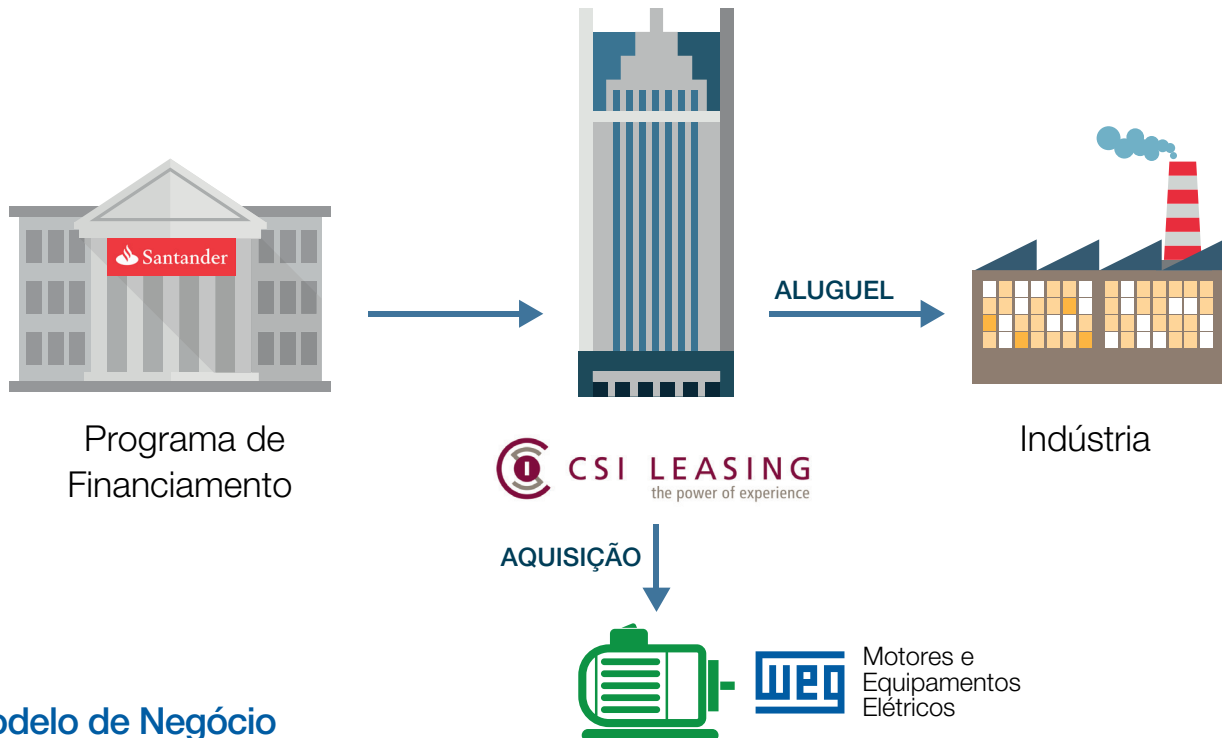 Santander
Programa de
Financiamento
CSI LEASING
the power of experience
ALUGUEL
Indústria
AQUISIÇÃO
WEG
Motores e
Equipamentos
Elétricos
odelo de Negócio